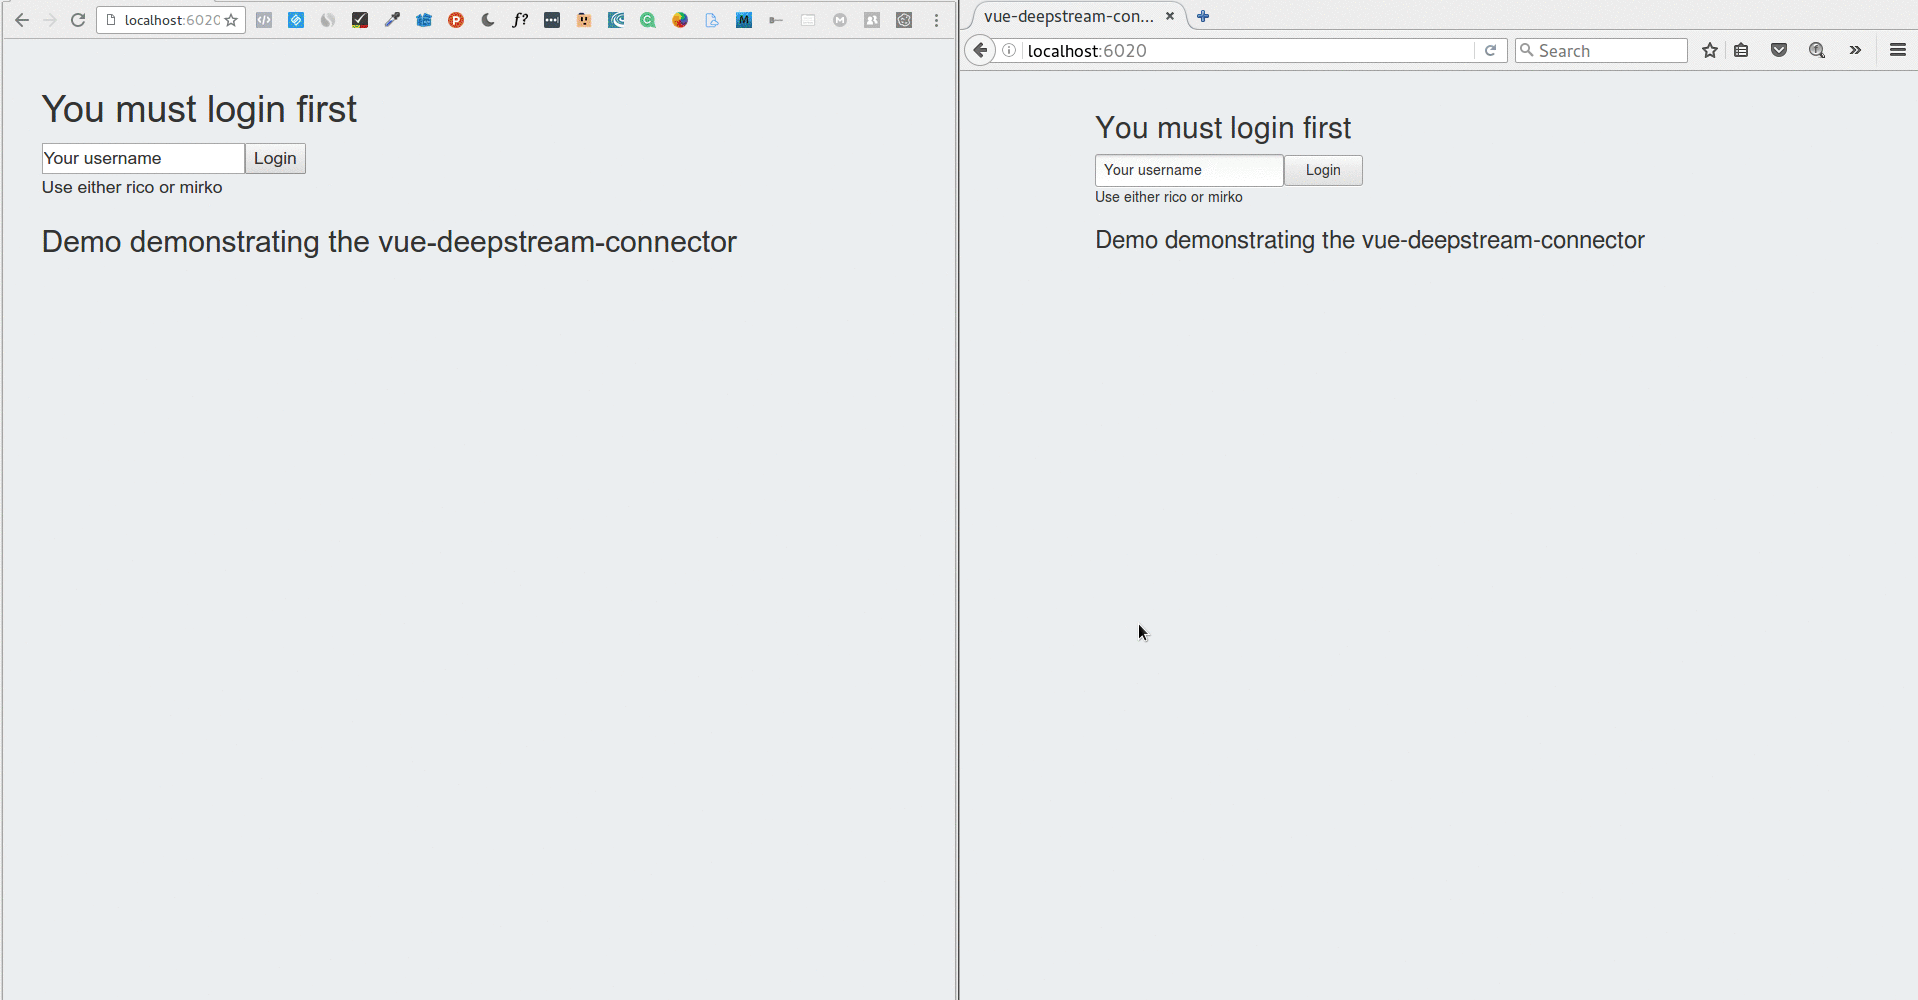 localhost:6020
You must login first
Your username Login
Use either rico or mirko
Demo demonstrating the vue-deepstream-connector
vue-deepstream-con...
localhost:6020
Search
You must login first
Your username Login
Use either rico or mirko
Demo demonstrating the vue-deepstream-connector